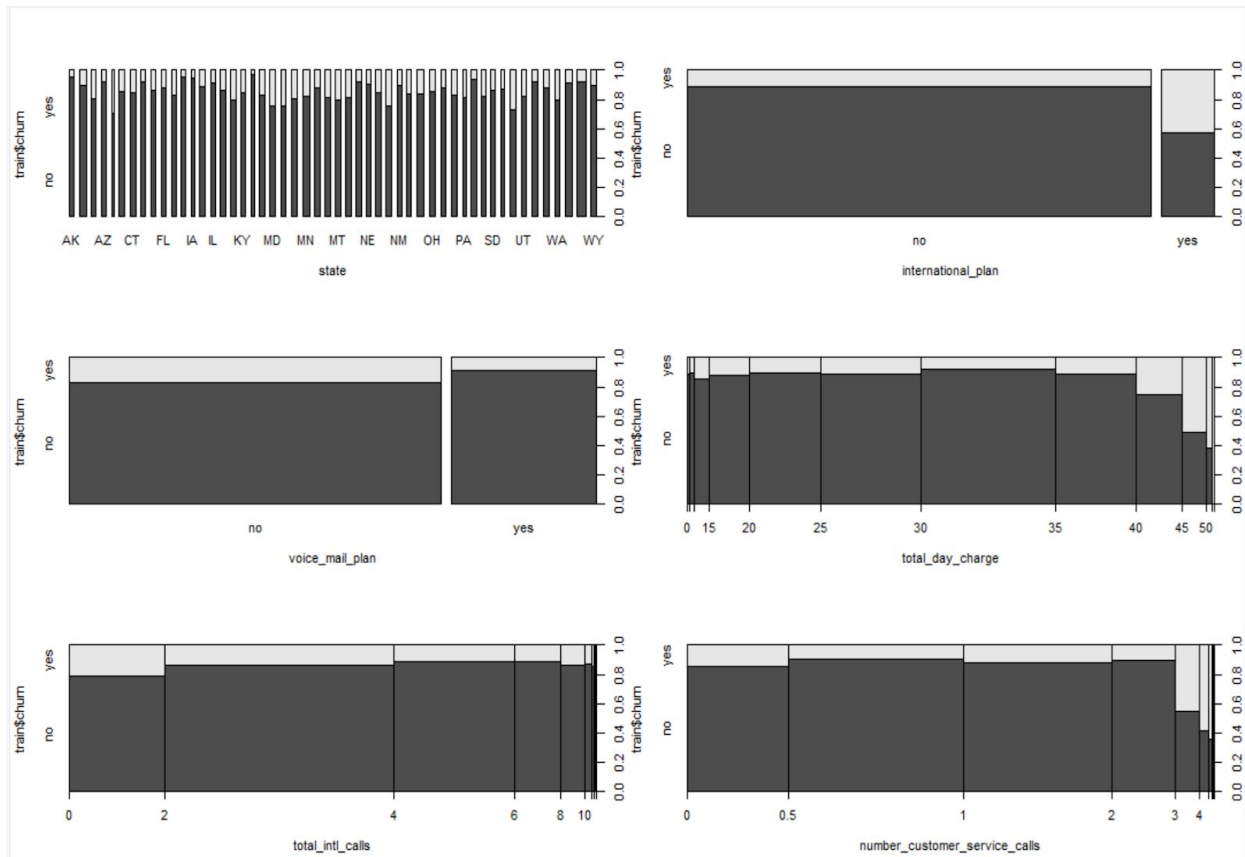 train$churn
no yes
0.0 0.2 0.4 0.6 0.8 1.0
AK AZ CT FL IA IL KY MD MN MT NE NM OH PA SD UT WA WY
state
train$churn
no yes
0.0 0.2 0.4 0.6 0.8 1.0
no yes
international_plan
train$churn
no yes
0.0 0.2 0.4 0.6 0.8 1.0
no yes
voice_mail_plan
train$churn
no yes
0.0 0.2 0.4 0.6 0.8 1.0
0 15 20 25 30 35 40 45 50
total_day_charge
train$churn
no yes
0.0 0.2 0.4 0.6 0.8 1.0
0 2 4 6 8 10
total_intl_calls
train$churn
no yes
0.0 0.2 0.4 0.6 0.8 1.0
0 0.5 1 2 3 4
number_customer_service_calls